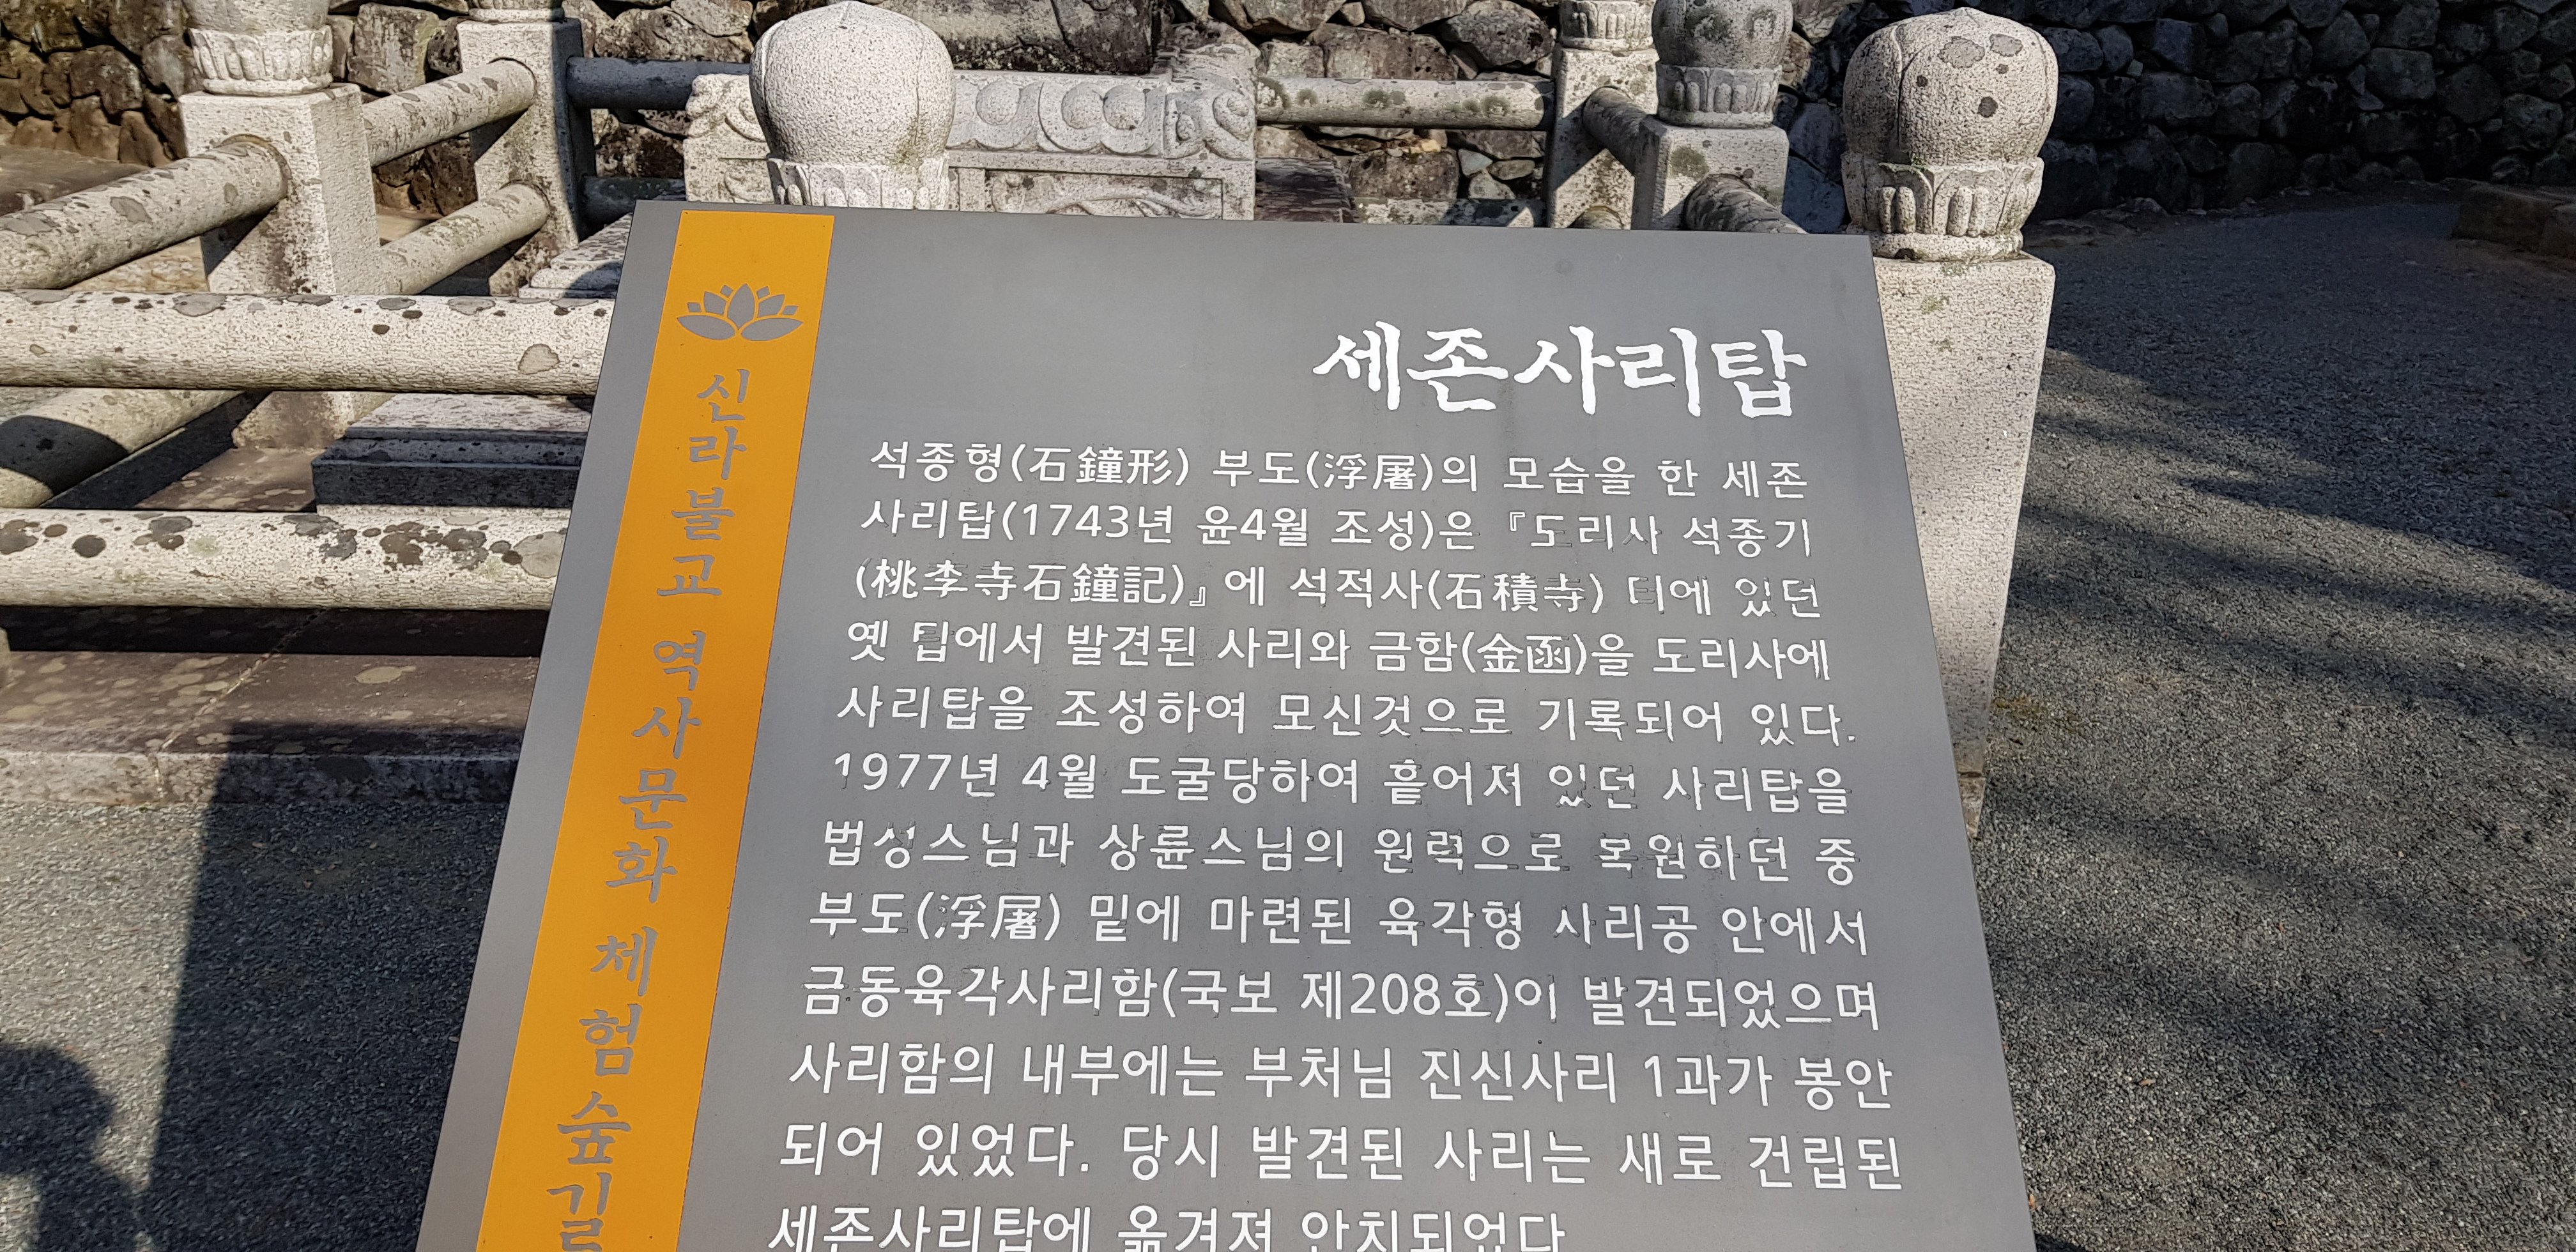 세존사리탑
석종형(石鐘形) 부도(浮屠)의 모습을 한 세존
사리탑(1743년 윤4월 조성)은 『도리사 석종기
(桃李寺石鐘記)』에 석적사(石積寺) 터에 있던
옛 탑에서 발견된 사리와 금함(金函)을 도리사에
사리탑을 조성하여 모신것으로 기록되어 있다.
1977년 4월 도굴당하여 흩어져 있던 사리탑을
법성스님과 상륜스님의 원력으로 복원하던 중
부도(浮屠) 밑에 마련된 육각형 사리공 안에서
금동육각사리함(국보 제208호)이 발견되었으며
사리함의 내부에는 부처님 진신사리 1과가 봉안
되어 있었다. 당시 발견된 사리는 새로 건립된
세존사리탑에 옮겨져 안치되었다
신라불교 역사문화 체험숲길